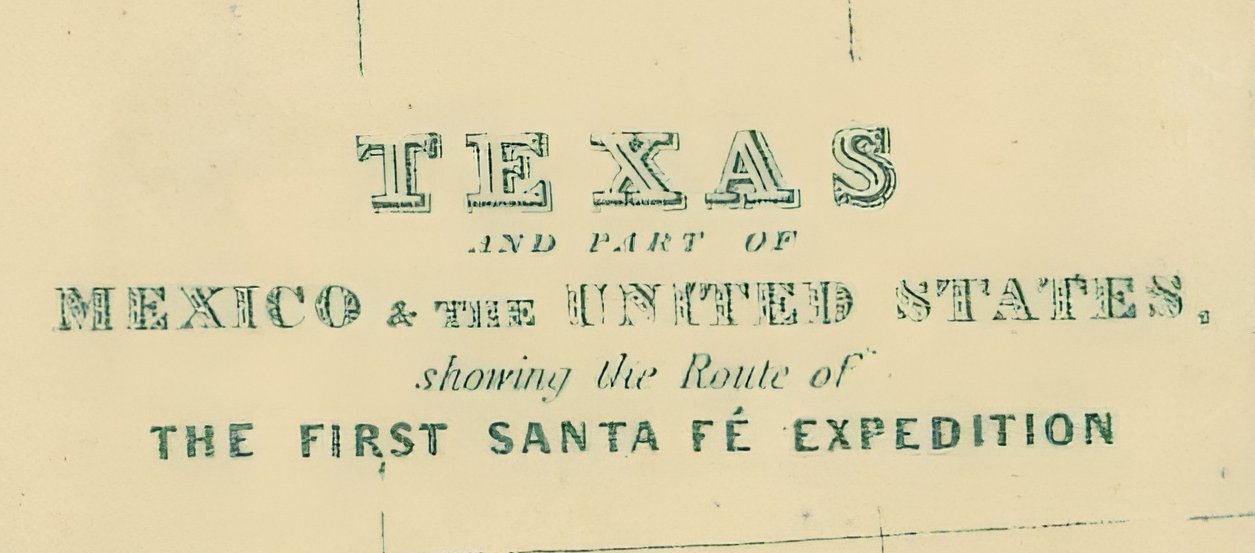 TEXAS
AND PART OF
MEXICO & THE UNITED STATES.
showing the Route of
THE FIRST SANTA FÉ EXPEDITION